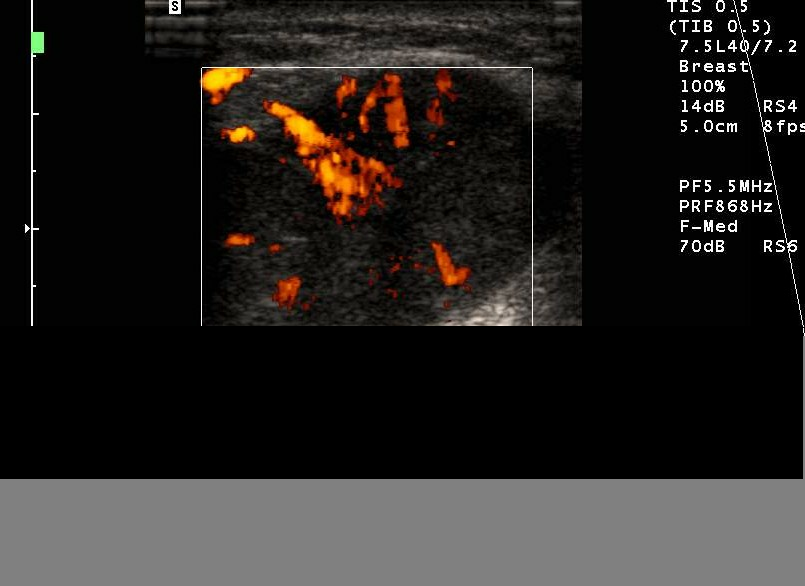 S
TIS 0.5
(TIB 0.5)
7.5L40/7.2
Breast
100%
14dB RS4
5.0cm 8fps
PF5.5MHz
PRF868Hz
F-Med
70dB RS6